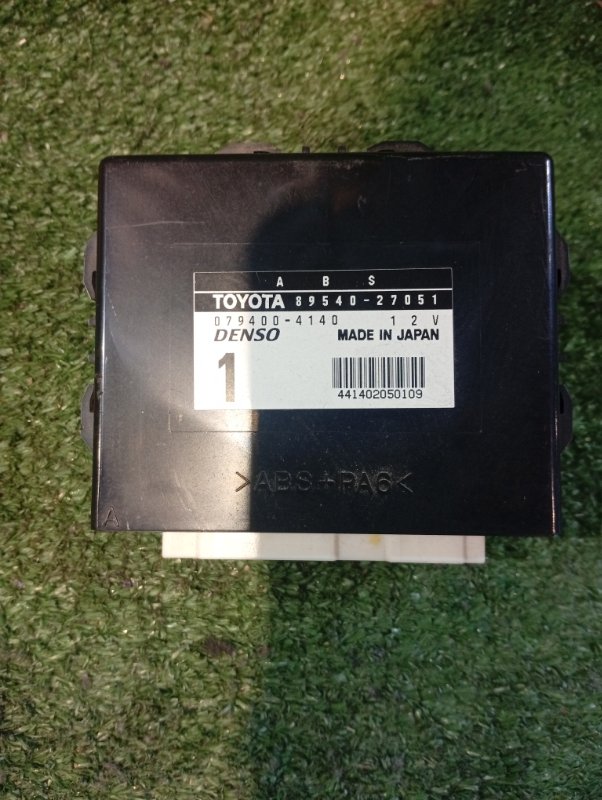 A B S
TOYOTA 89540-27051
079400-4140 12V
DENSO MADE IN JAPAN
1
441402050109
>ABS+PA6<
A